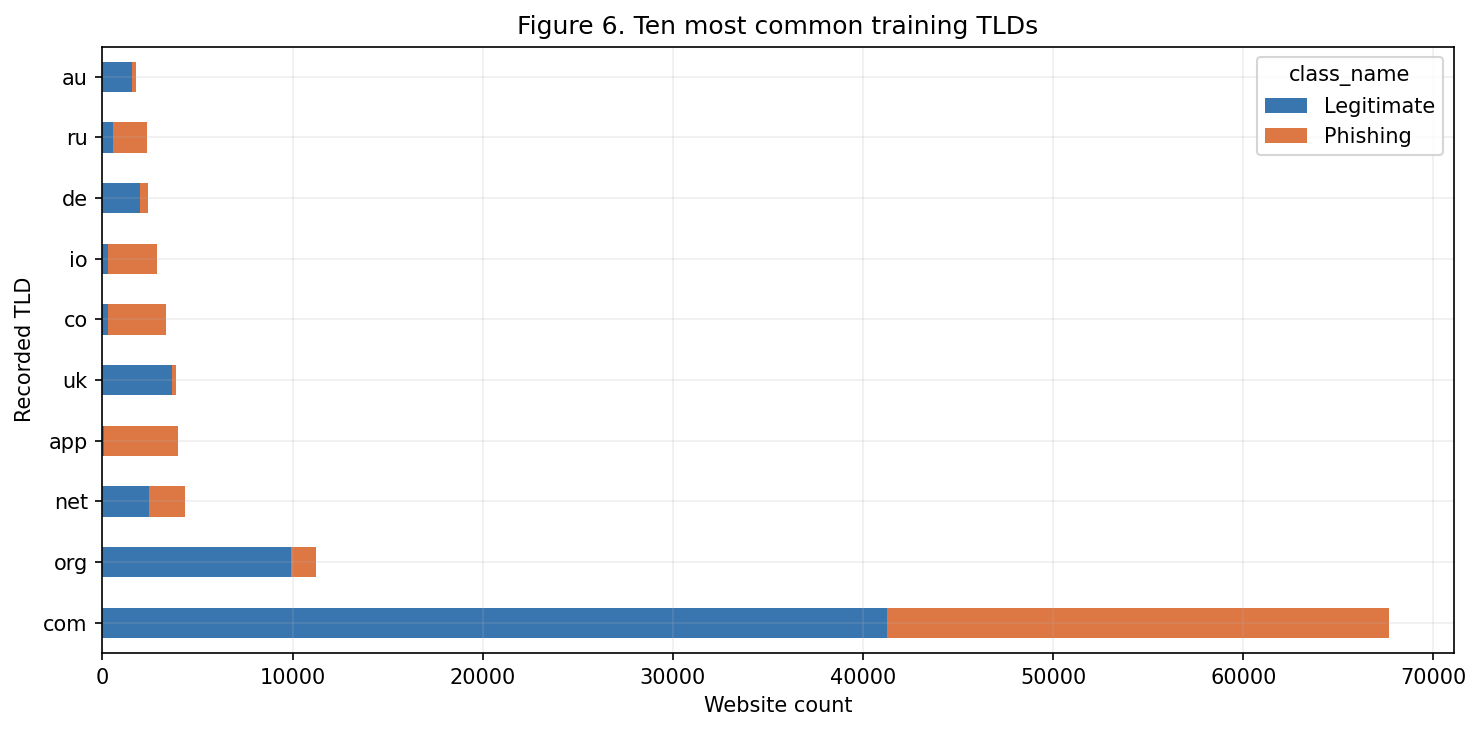 Figure 6. Ten most common training TLDs
class_name
Legitimate
Phishing
Recorded TLD
au
ru
de
io
co
uk
app
net
org
com
0 10000 20000 30000 40000 50000 60000 70000
Website count